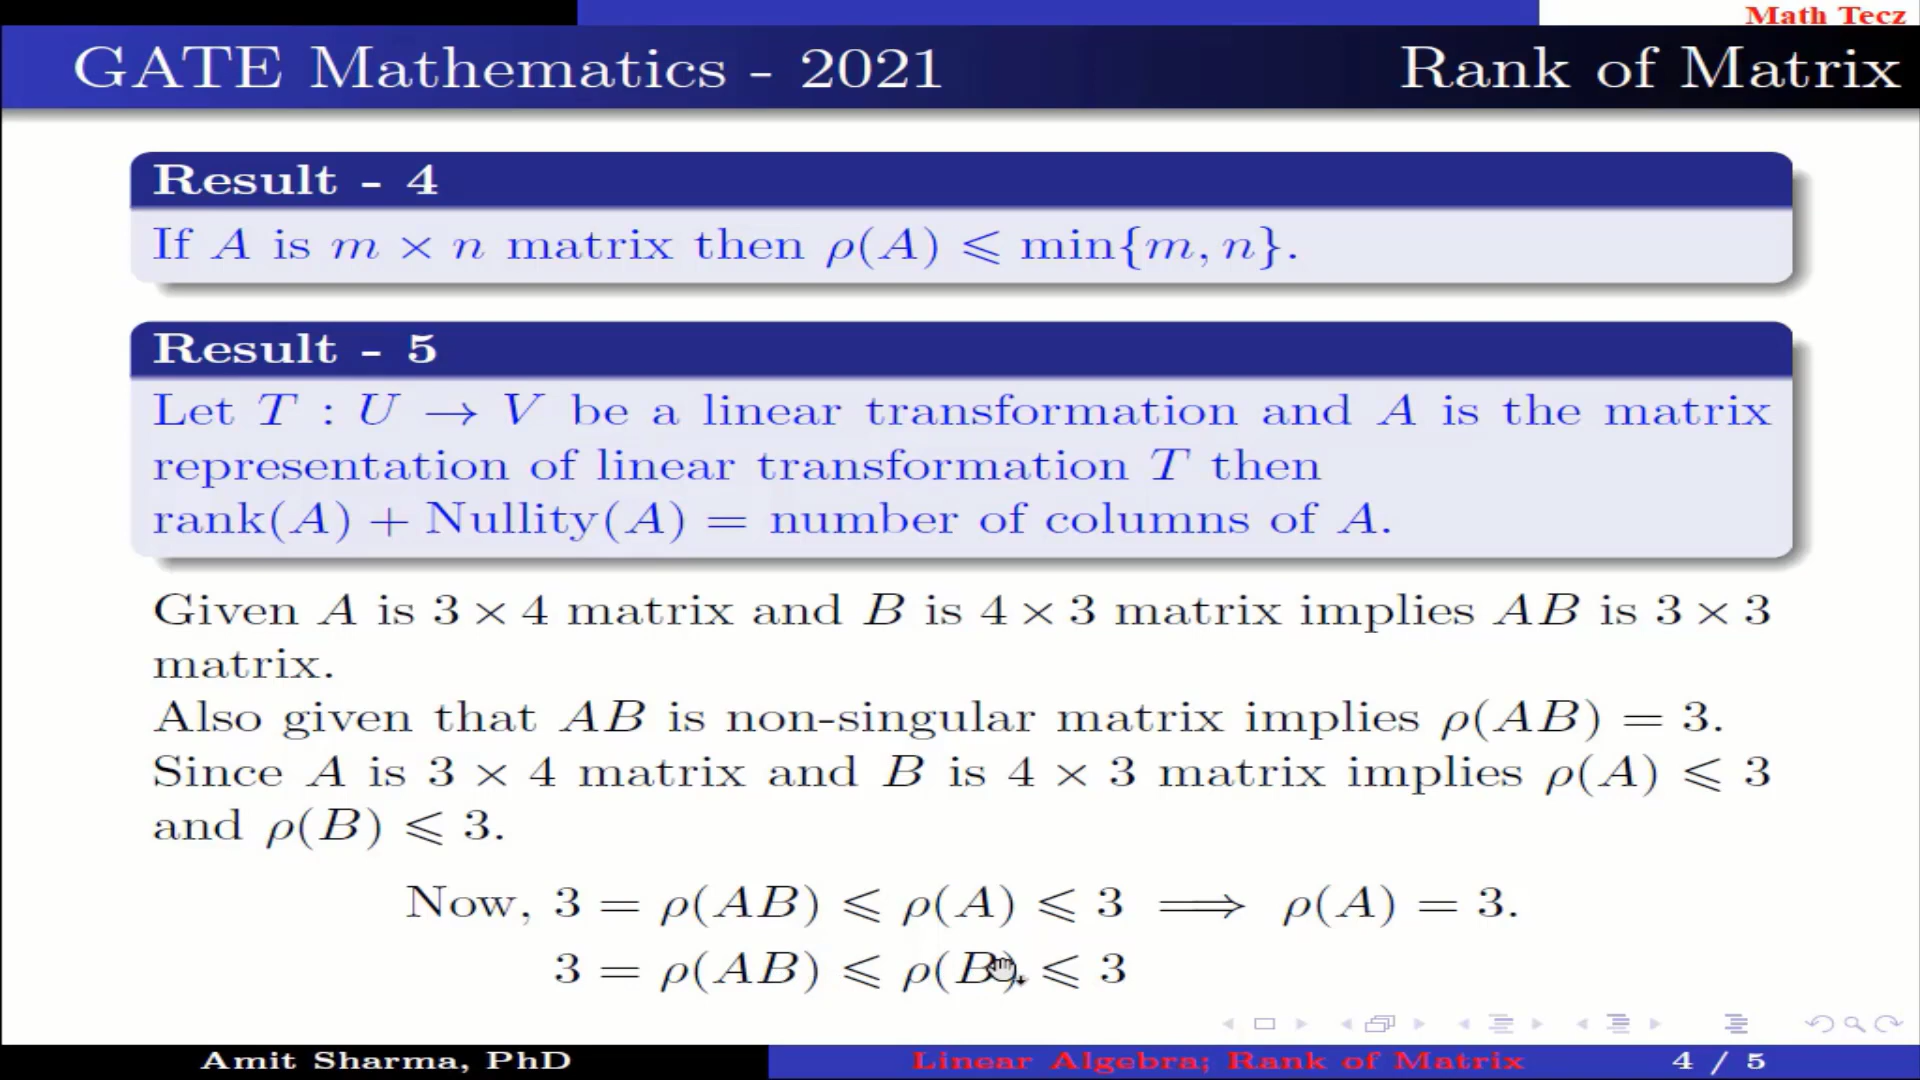 Math Tecz
GATE Mathematics - 2021 Rank of Matrix
Result - 4
If A is m × n matrix then ρ(A) ⩽ min{m, n}.
Result - 5
Let T : U → V be a linear transformation and A is the matrix
representation of linear transformation T then
rank(A) + Nullity(A) = number of columns of A.
Given A is 3 × 4 matrix and B is 4 × 3 matrix implies AB is 3 × 3
matrix.
Also given that AB is non-singular matrix implies ρ(AB) = 3.
Since A is 3 × 4 matrix and B is 4 × 3 matrix implies ρ(A) ⩽ 3
and ρ(B) ⩽ 3.
Now, 3 = ρ(AB) ⩽ ρ(A) ⩽ 3 ⟹ ρ(A) = 3.
3 = ρ(AB) ⩽ ρ(B) ⩽ 3
Amit Sharma, PhD Linear Algebra; Rank of Matrix 4 / 5